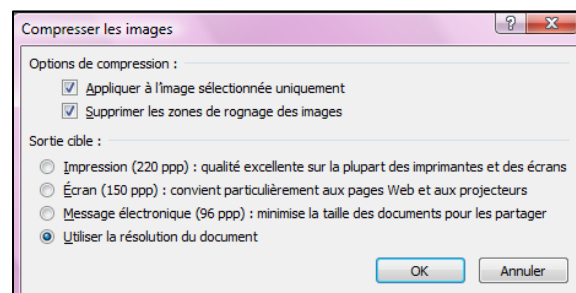 Compresser les images
Options de compression :
Appliquer à l'image sélectionnée uniquement
Supprimer les zones de rognage des images
Sortie cible :
Impression (220 ppp) : qualité excellente sur la plupart des imprimantes et des écrans
Écran (150 ppp) : convient particulièrement aux pages Web et aux projecteurs
Message électronique (96 ppp) : minimise la taille des documents pour les partager
Utiliser la résolution du document
OK Annuler